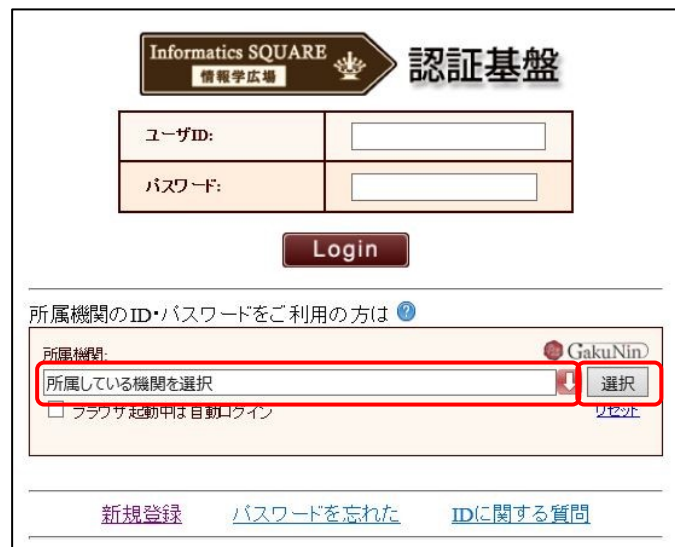 Informatics SQUARE
情報学広場
認証基盤
ユーザID:
パスワード:
Login
所属機関のID・パスワードをご利用の方は ?
所属機関:
GakuNin
所属している機関を選択
選択
ブラウザ起動中は自動ログイン
リセット
新規登録 パスワードを忘れた IDに関する質問